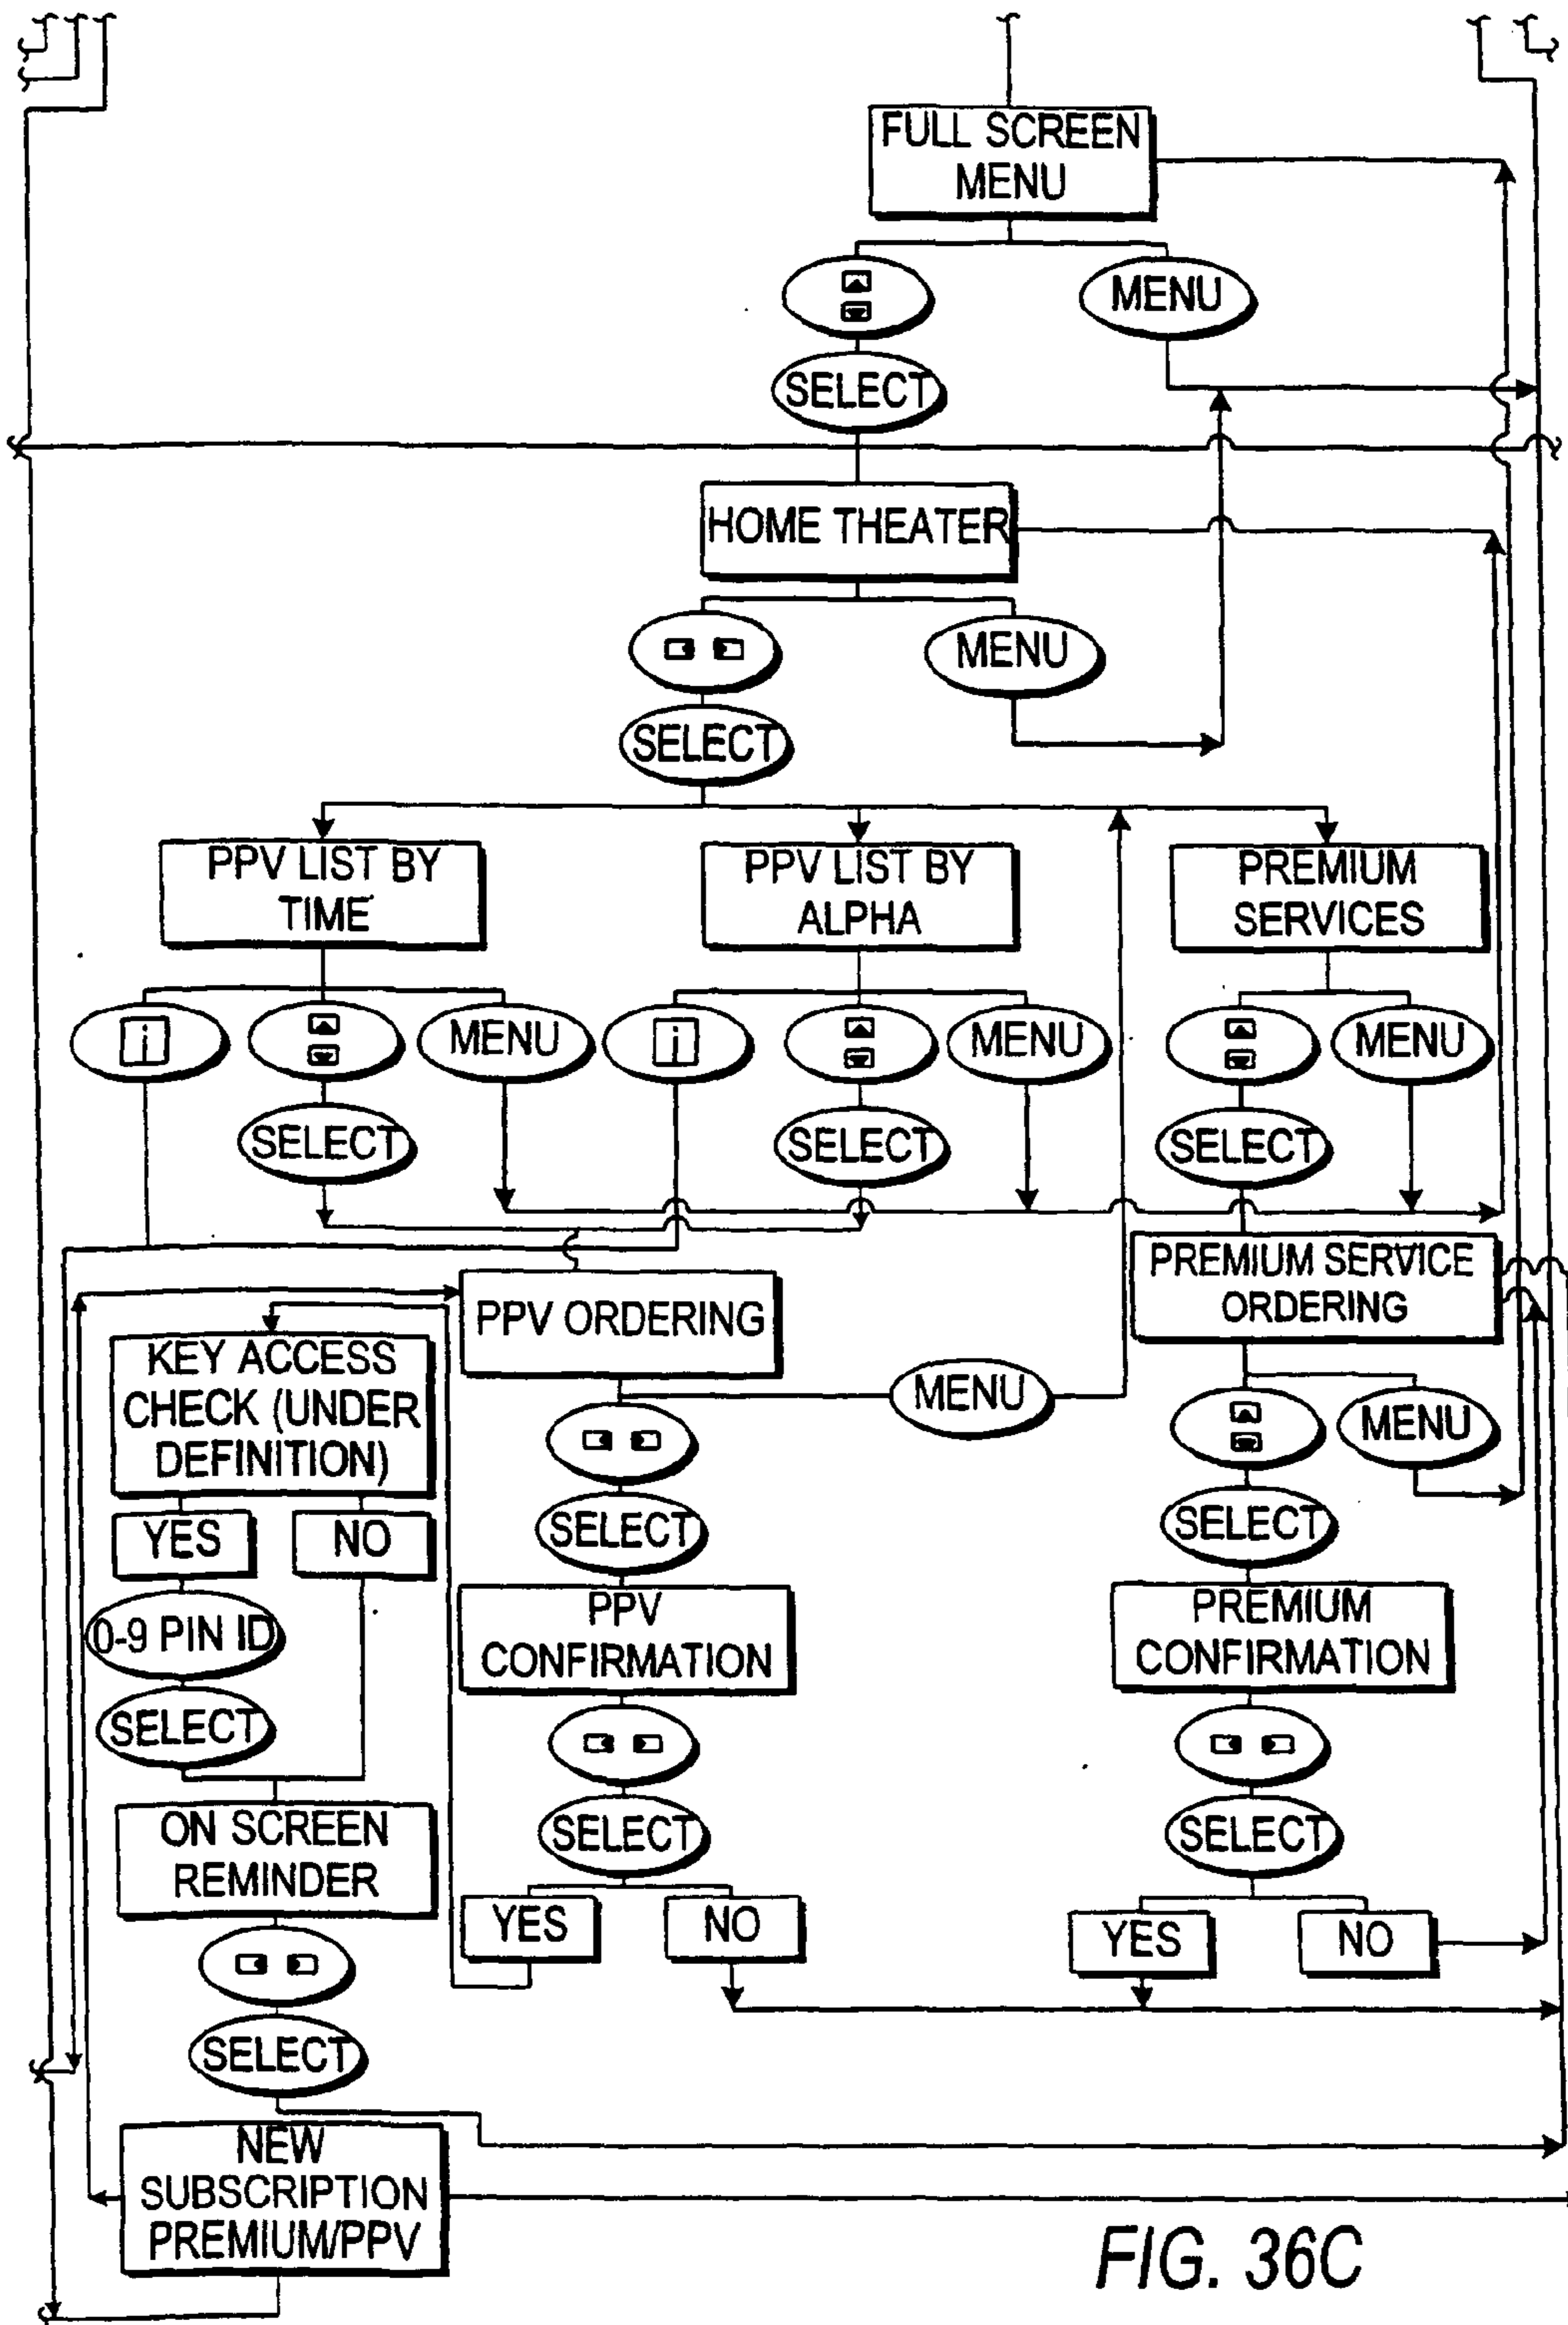 FULL SCREEN
MENU
MENU
SELECT
HOME THEATER
MENU
SELECT
PPV LIST BY
TIME
PPV LIST BY
ALPHA
PREMIUM
SERVICES
i
MENU
i
MENU
MENU
SELECT
SELECT
SELECT
PREMIUM SERVICE
ORDERING
PPV ORDERING
KEY ACCESS
CHECK (UNDER
DEFINITION)
MENU
MENU
YES
NO
SELECT
SELECT
0-9 PIN ID
PPV
CONFIRMATION
PREMIUM
CONFIRMATION
SELECT
ON SCREEN
REMINDER
SELECT
SELECT
YES
NO
YES
NO
SELECT
NEW
SUBSCRIPTION
PREMIUM/PPV
FIG. 36C